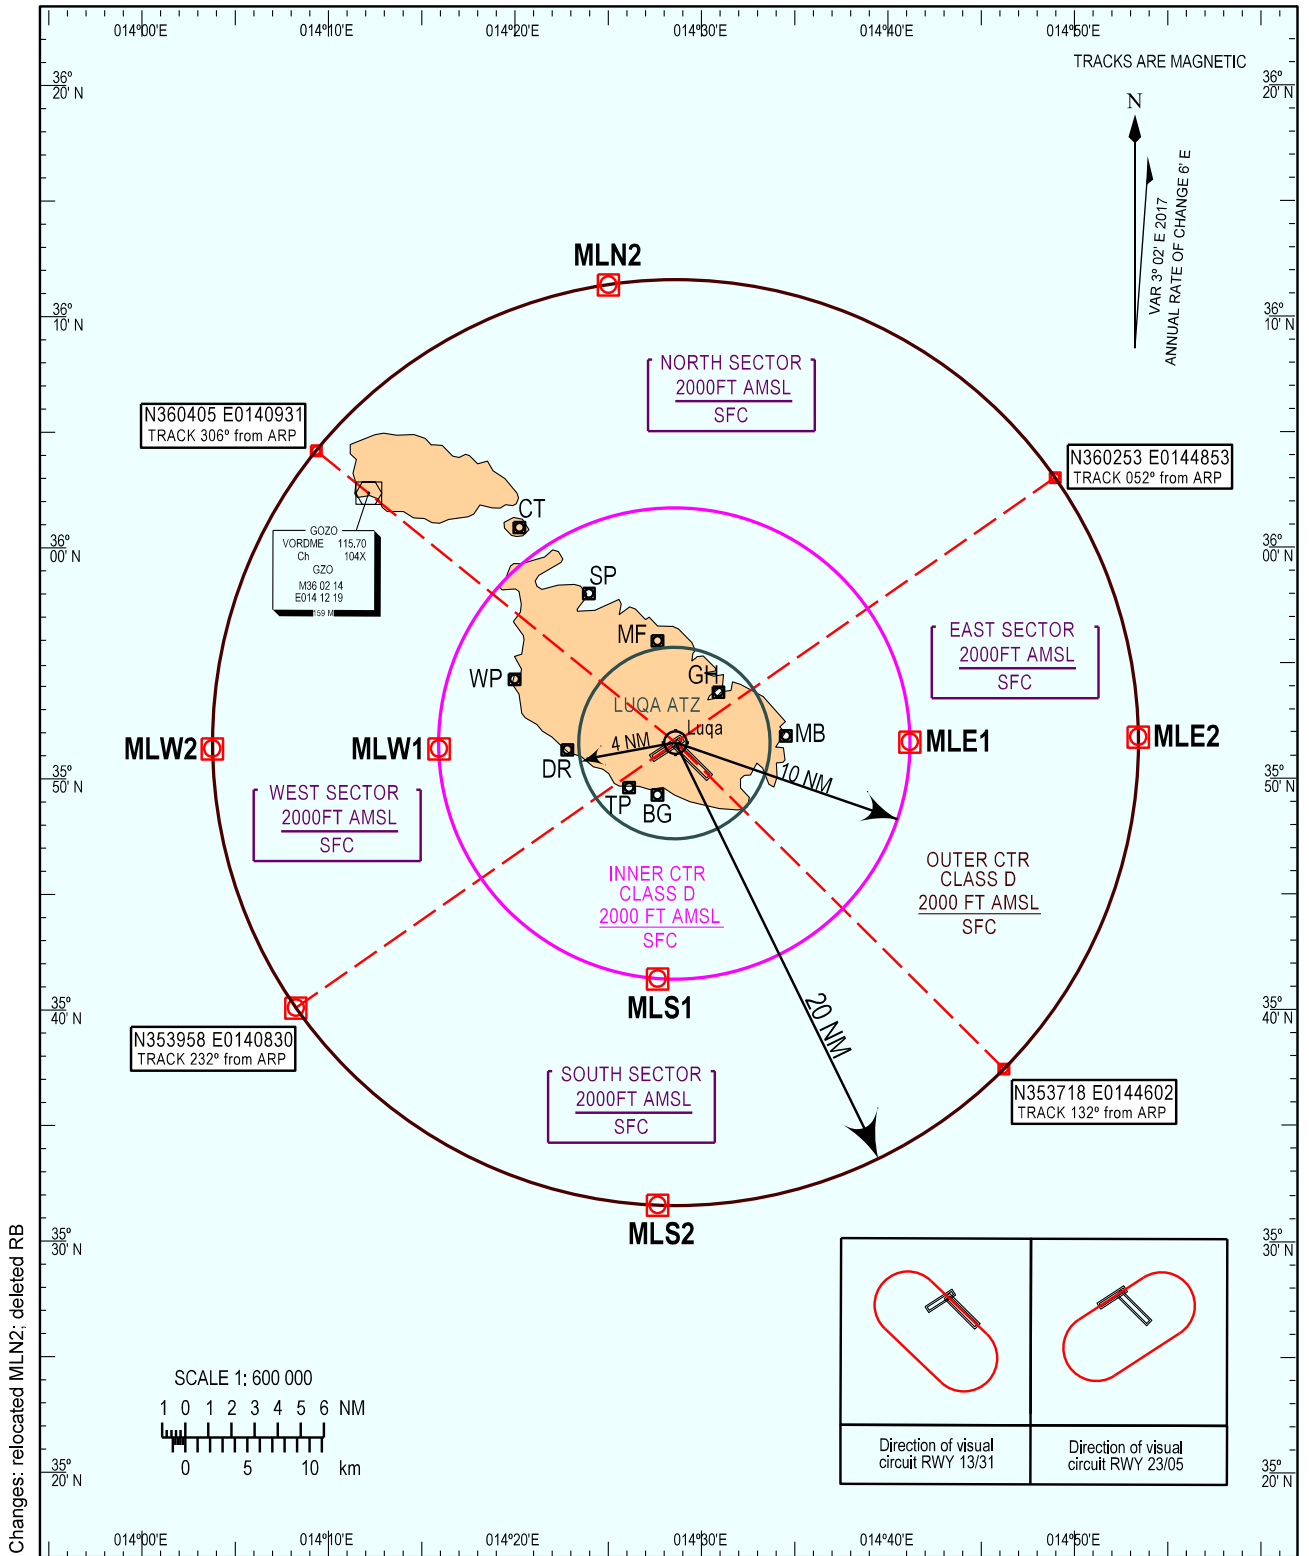 014°00'E
014°10'E
014°20'E
014°30'E
014°40'E
014°50'E
TRACKS ARE MAGNETIC
36°
20' N
36°
20' N
N
VAR 3° 02' E 2017
ANNUAL RATE OF CHANGE 6' E
MLN2
36°
10' N
36°
10' N
NORTH SECTOR
2000FT AMSL
SFC
N360405 E0140931
TRACK 306° from ARP
N360253 E0144853
TRACK 052° from ARP
CT
GOZO
VORDME 115.70
Ch 104X
GZO
M36 02 14
E014 12 19
159 M
36°
00' N
36°
00' N
SP
MF
EAST SECTOR
2000FT AMSL
SFC
WP
GH
LUQA ATZ
Luqa
MB
4 NM
MLW2
MLW1
MLE1
MLE2
DR
10 NM
35°
50' N
35°
50' N
TP
BG
WEST SECTOR
2000FT AMSL
SFC
INNER CTR
CLASS D
2000 FT AMSL
SFC
OUTER CTR
CLASS D
2000 FT AMSL
SFC
MLS1
35°
40' N
35°
40' N
20 NM
N353958 E0140830
TRACK 232° from ARP
SOUTH SECTOR
2000FT AMSL
SFC
N353718 E0144602
TRACK 132° from ARP
MLS2
35°
30' N
35°
30' N
SCALE 1: 600 000
1 0 1 2 3 4 5 6 NM
0 5 10 km
Direction of visual
circuit RWY 13/31
Direction of visual
circuit RWY 23/05
35°
20' N
35°
20' N
014°00'E
014°10'E
014°20'E
014°30'E
014°40'E
014°50'E
Changes: relocated MLN2; deleted RB